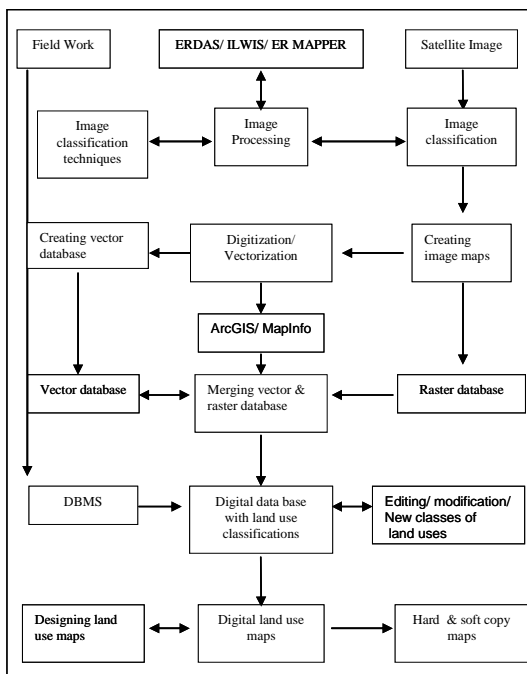 Field Work
ERDAS/ ILWIS/ ER MAPPER
Satellite Image
Image
classification
techniques
Image
Processing
Image
classification
Creating vector
database
Digitization/
Vectorization
Creating
image maps
ArcGIS/ MapInfo
Vector database
Merging vector &
raster database
Raster database
DBMS
Digital data base
with land use
classifications
Editing/ modification/
New classes of
land uses
Designing land
use maps
Digital land use
maps
Hard & soft copy
maps